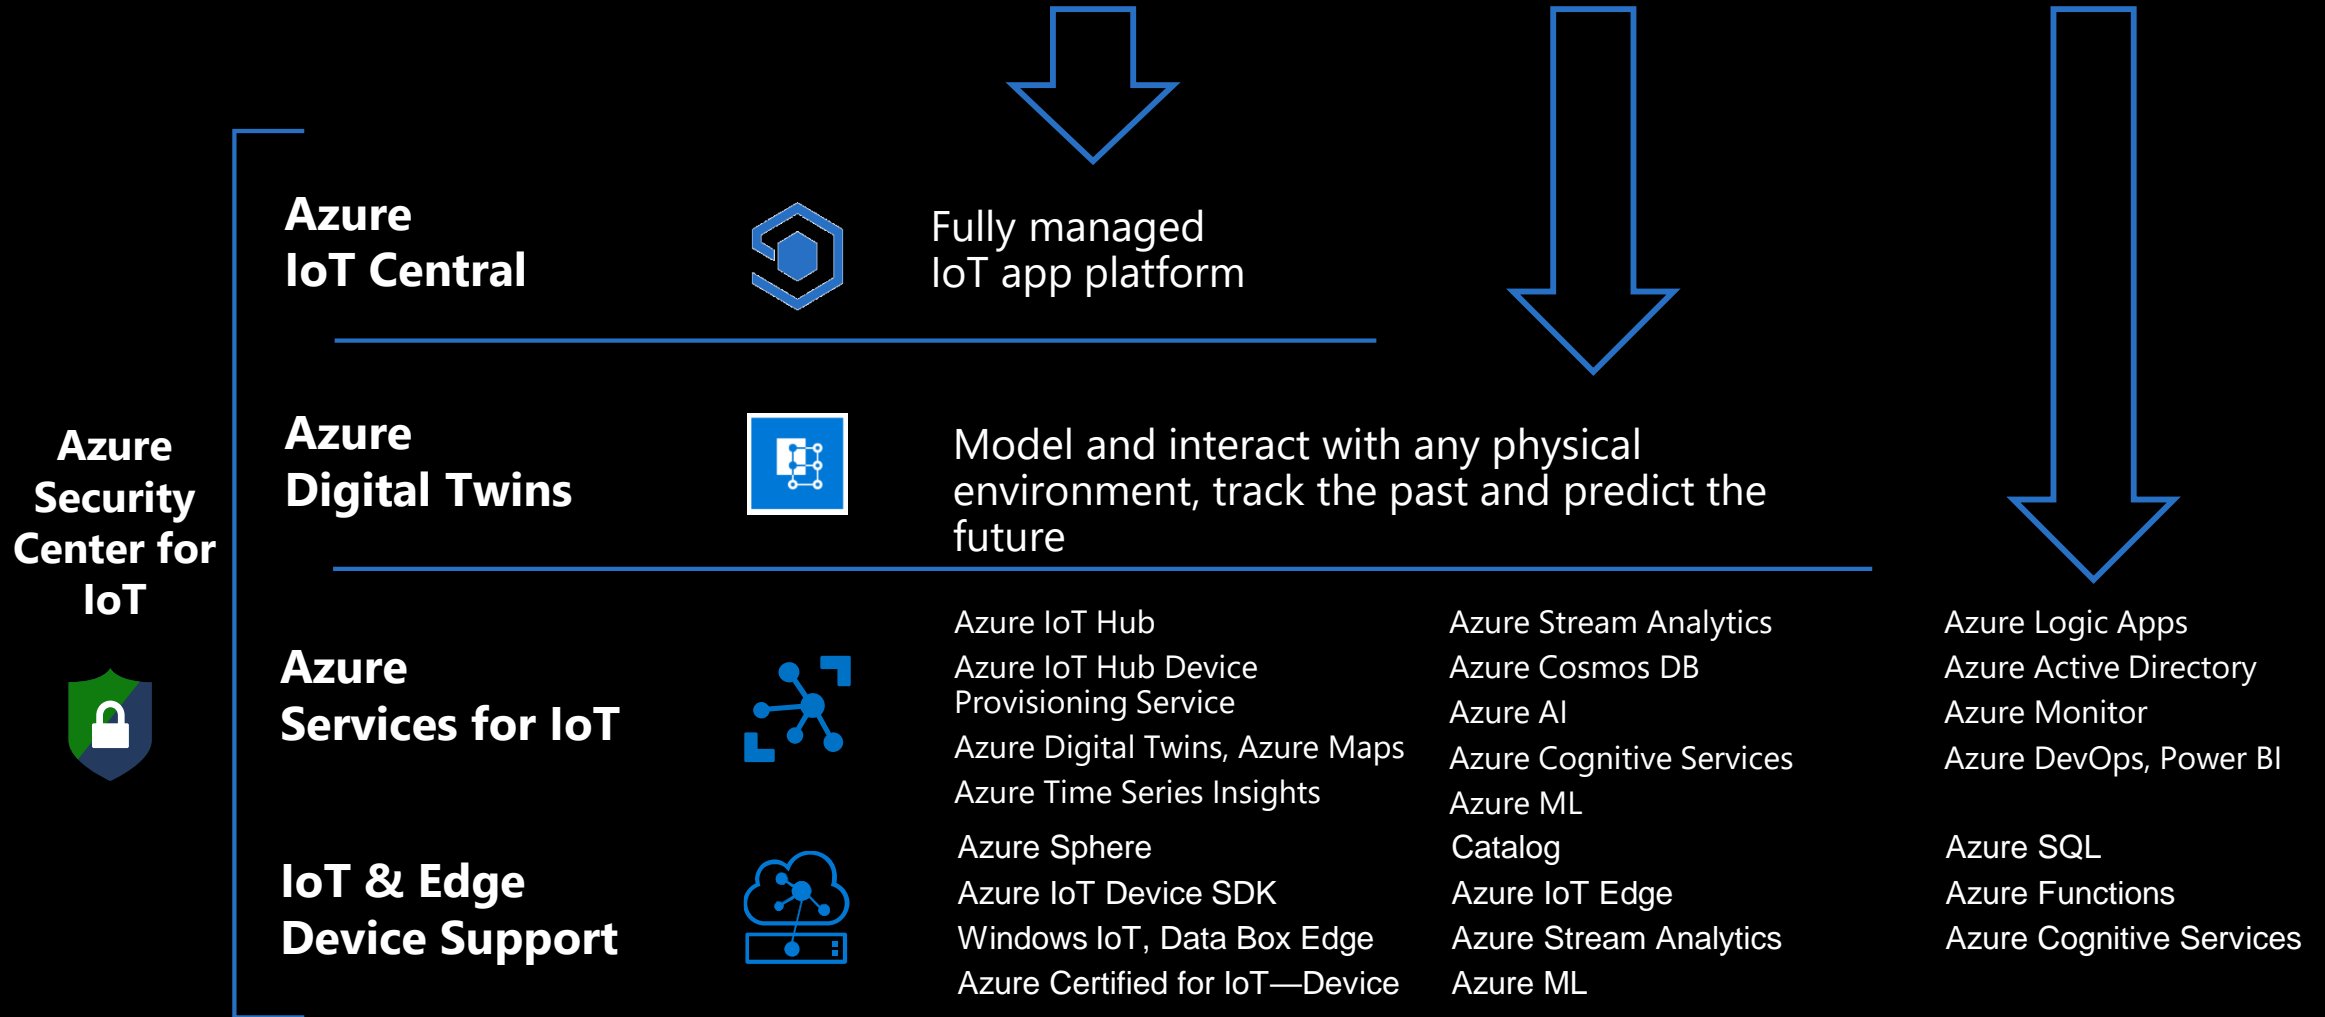 Azure
Security
Center for
IoT
Azure
IoT Central
Fully managed
IoT app platform
Azure
Digital Twins
Model and interact with any physical
environment, track the past and predict the
future
Azure
Services for IoT
Azure IoT Hub
Azure IoT Hub Device
Provisioning Service
Azure Digital Twins, Azure Maps
Azure Time Series Insights
Azure Stream Analytics
Azure Cosmos DB
Azure AI
Azure Cognitive Services
Azure ML
Azure Logic Apps
Azure Active Directory
Azure Monitor
Azure DevOps, Power BI
IoT & Edge
Device Support
Azure Sphere
Azure IoT Device SDK
Windows IoT, Data Box Edge
Azure Certified for IoT—Device
Catalog
Azure IoT Edge
Azure Stream Analytics
Azure ML
Azure SQL
Azure Functions
Azure Cognitive Services